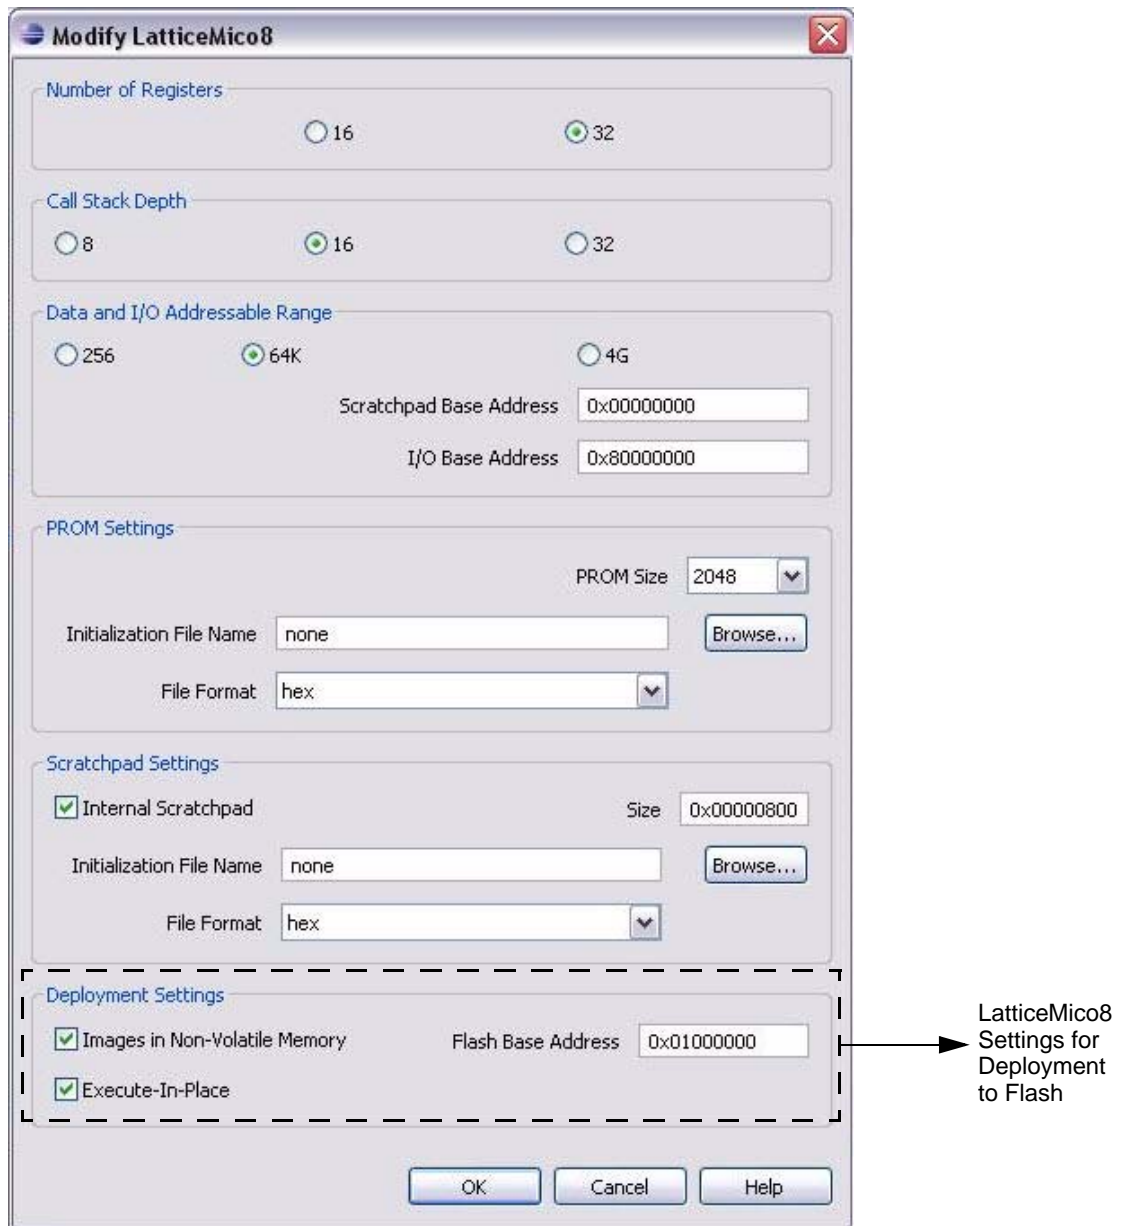 Modify LatticeMico8
Number of Registers
16 32
Call Stack Depth
8 16 32
Data and I/O Addressable Range
256 64K 4G
Scratchpad Base Address 0x00000000
I/O Base Address 0x80000000
PROM Settings
PROM Size 2048
Initialization File Name none Browse...
File Format hex
Scratchpad Settings
Internal Scratchpad Size 0x00000800
Initialization File Name none Browse...
File Format hex
Deployment Settings
Images in Non-Volatile Memory Flash Base Address 0x01000000
Execute-In-Place
LatticeMico8
Settings for
Deployment
to Flash
OK Cancel Help